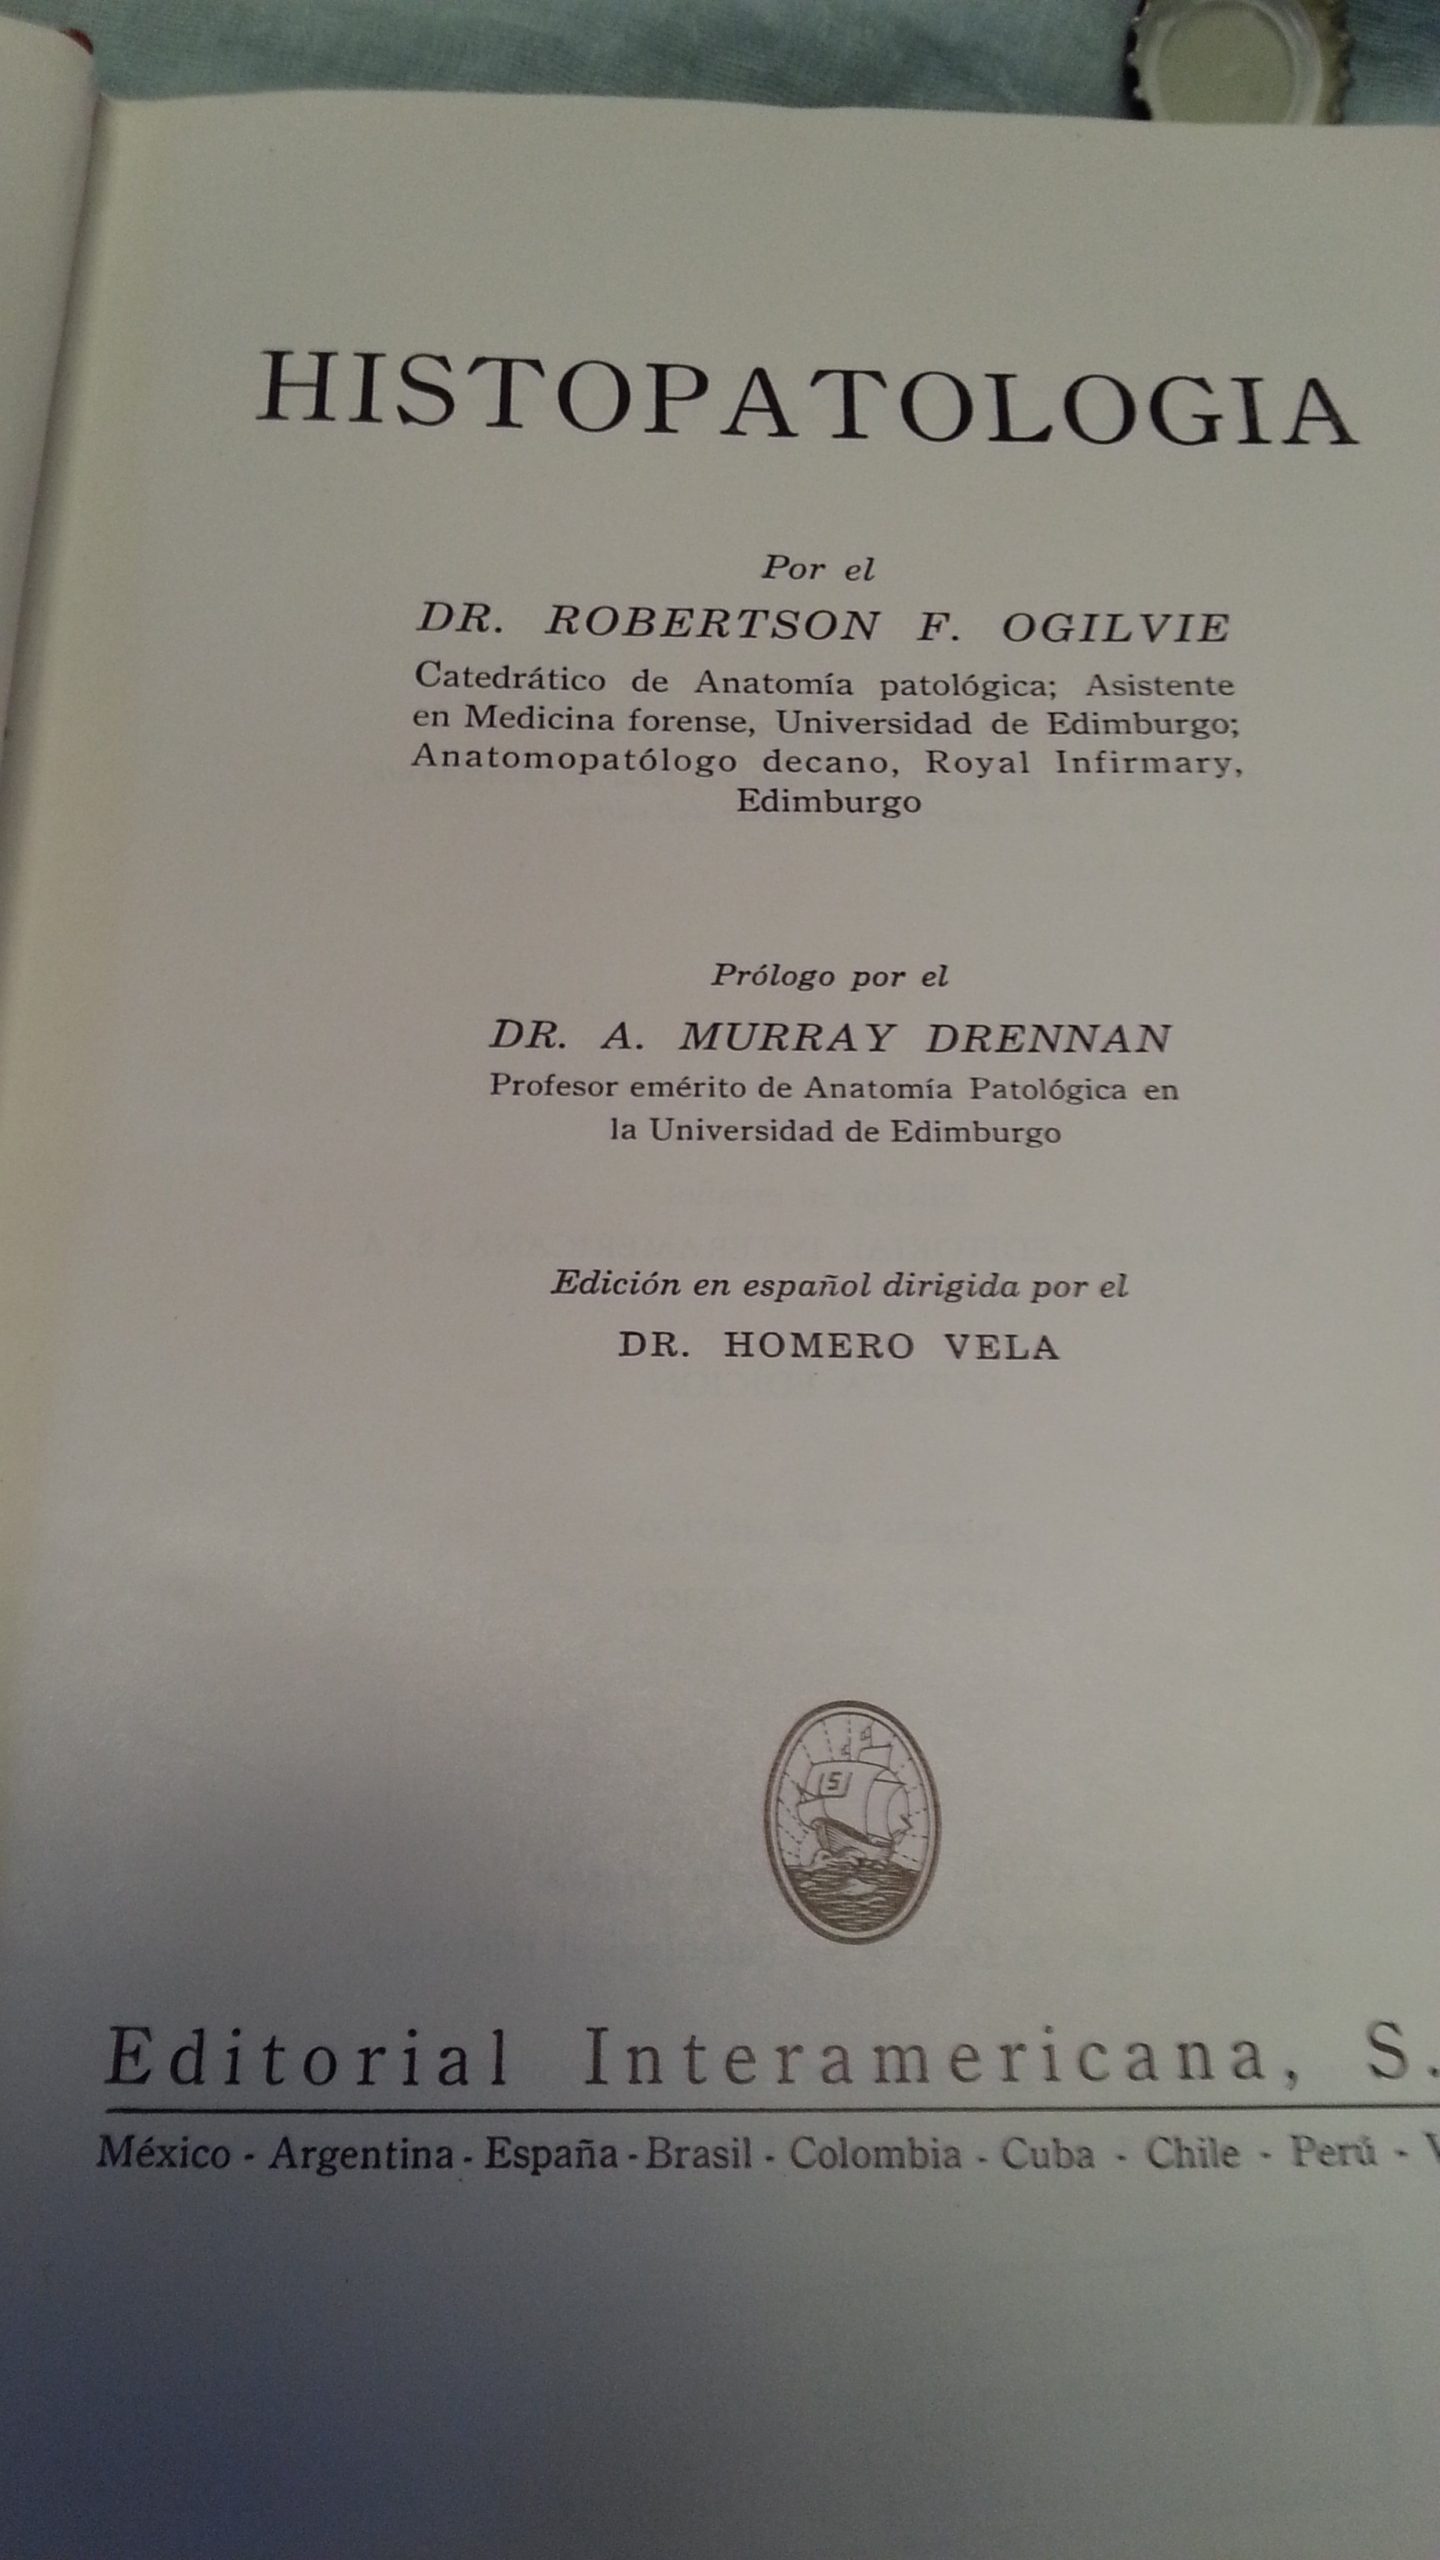 HISTOPATOLOGIA
Por el
DR. ROBERTSON F. OGILVIE
Catedrático de Anatomía patológica; Asistente
en Medicina forense, Universidad de Edimburgo;
Anatomopatólogo decano, Royal Infirmary,
Edimburgo
Prólogo por el
DR. A. MURRAY DRENNAN
Profesor emérito de Anatomía Patológica en
la Universidad de Edimburgo
Edición en español dirigida por el
DR. HOMERO VELA
Editorial Interamericana, S.
México - Argentina - España - Brasil - Colombia - Cuba - Chile - Perú -